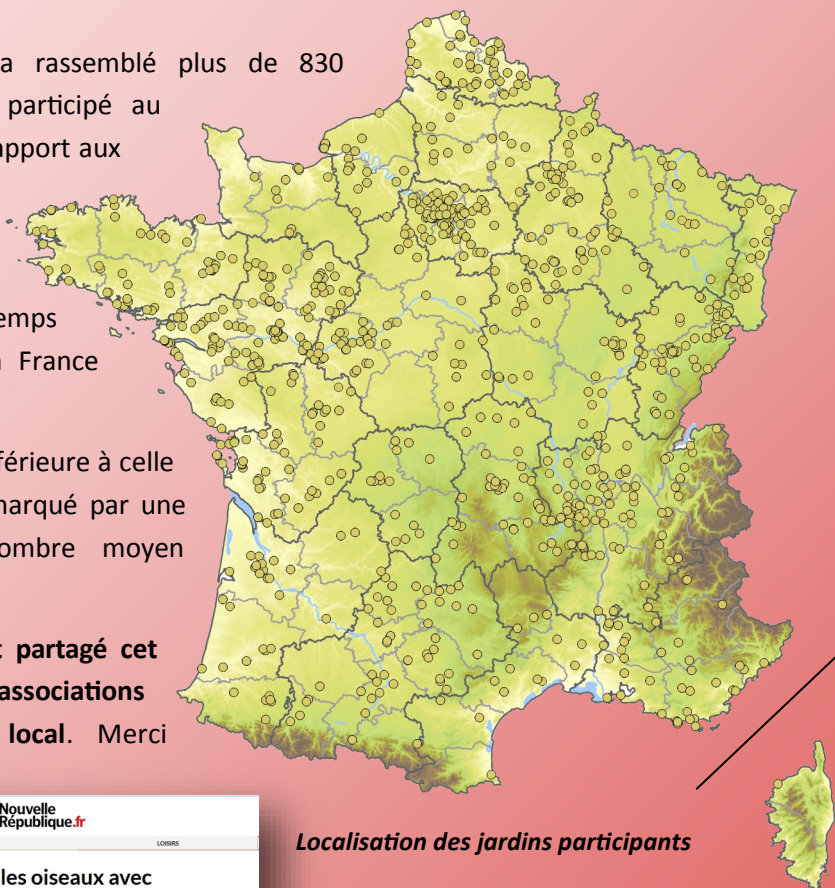 a rassemblé plus de 830
participé au
apport aux
emps
France
férieure à celle
marqué par une
ombre moyen
partagé cet
associations
local. Merci
Nouvelle
République.fr
LOISIRS
les oiseaux avec
Localisation des jardins participants